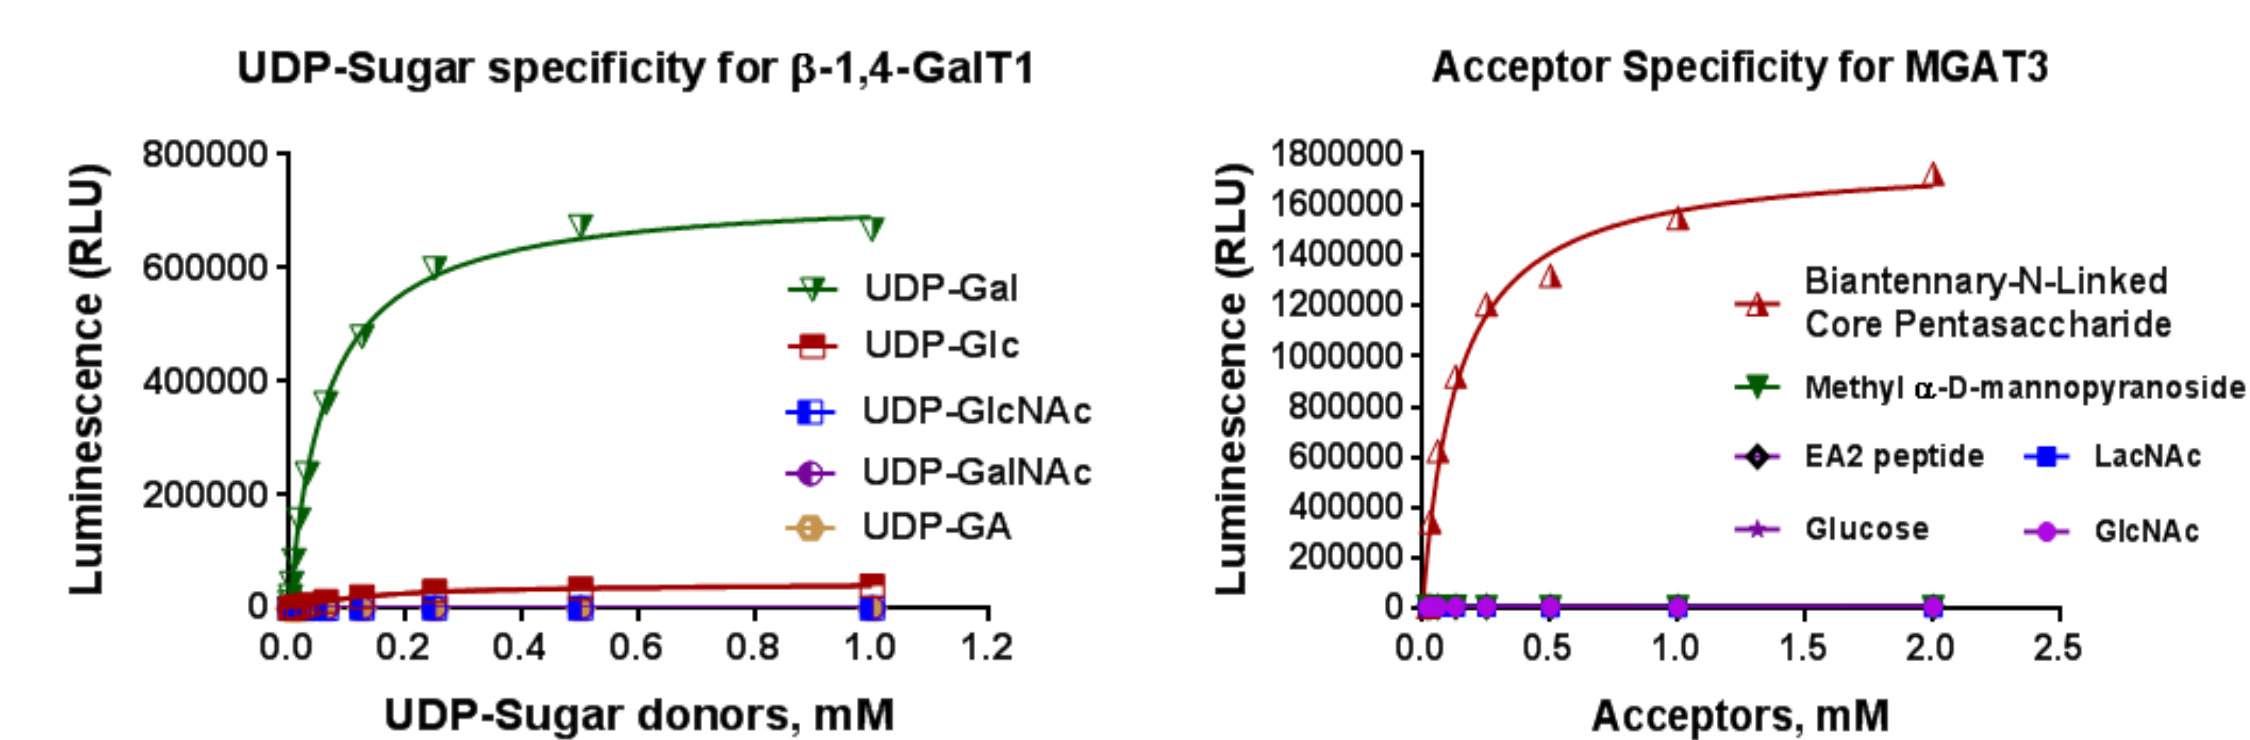 UDP-Sugar specificity for β-1,4-GalT1
Luminescence (RLU)
800000
600000
400000
200000
0
0.0 0.2 0.4 0.6 0.8 1.0 1.2
UDP-Sugar donors, mM
UDP-Gal
UDP-Glc
UDP-GlcNAc
UDP-GalNAc
UDP-GA
Acceptor Specificity for MGAT3
Luminescence (RLU)
1800000
1600000
1400000
1200000
1000000
800000
600000
400000
200000
0
0.0 0.5 1.0 1.5 2.0 2.5
Acceptors, mM
Biantennary-N-Linked
Core Pentasaccharide
Methyl α-D-mannopyranoside
EA2 peptide LacNAc
Glucose GlcNAc